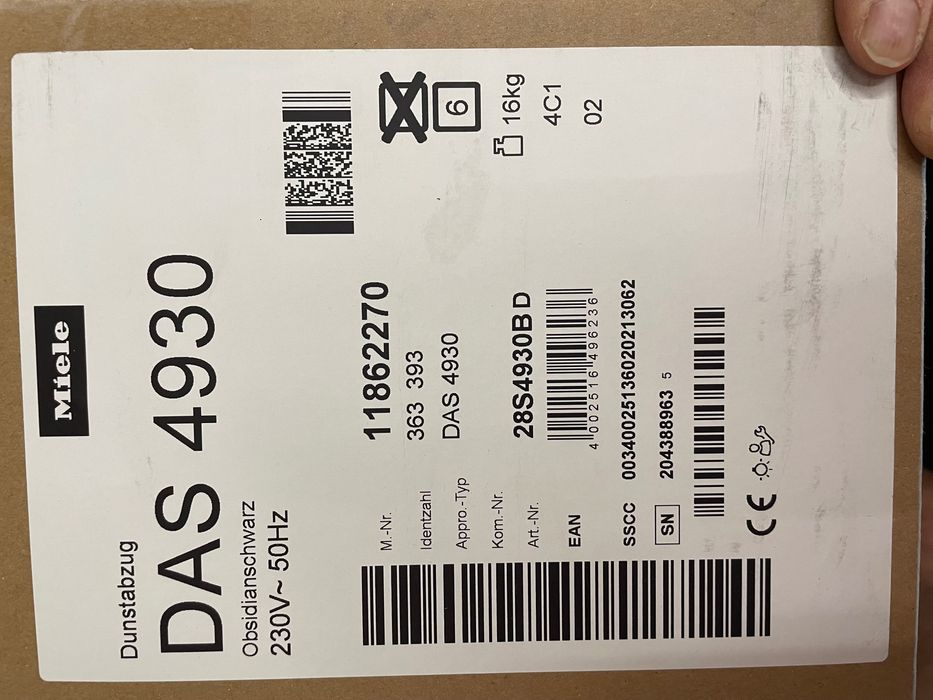 Miele
Dunstabzug
DAS 4930
Obsidianschwarz
230V~ 50Hz
M.-Nr. 11862270
Identzahl 363 393
Appro.-Typ DAS 4930
Kom.-Nr.
Art.-Nr. 28S4930B D
EAN
4 002516 496236
SSCC 00340025136020213062
SN 204388963 5
CE
6
16kg
4C1
02